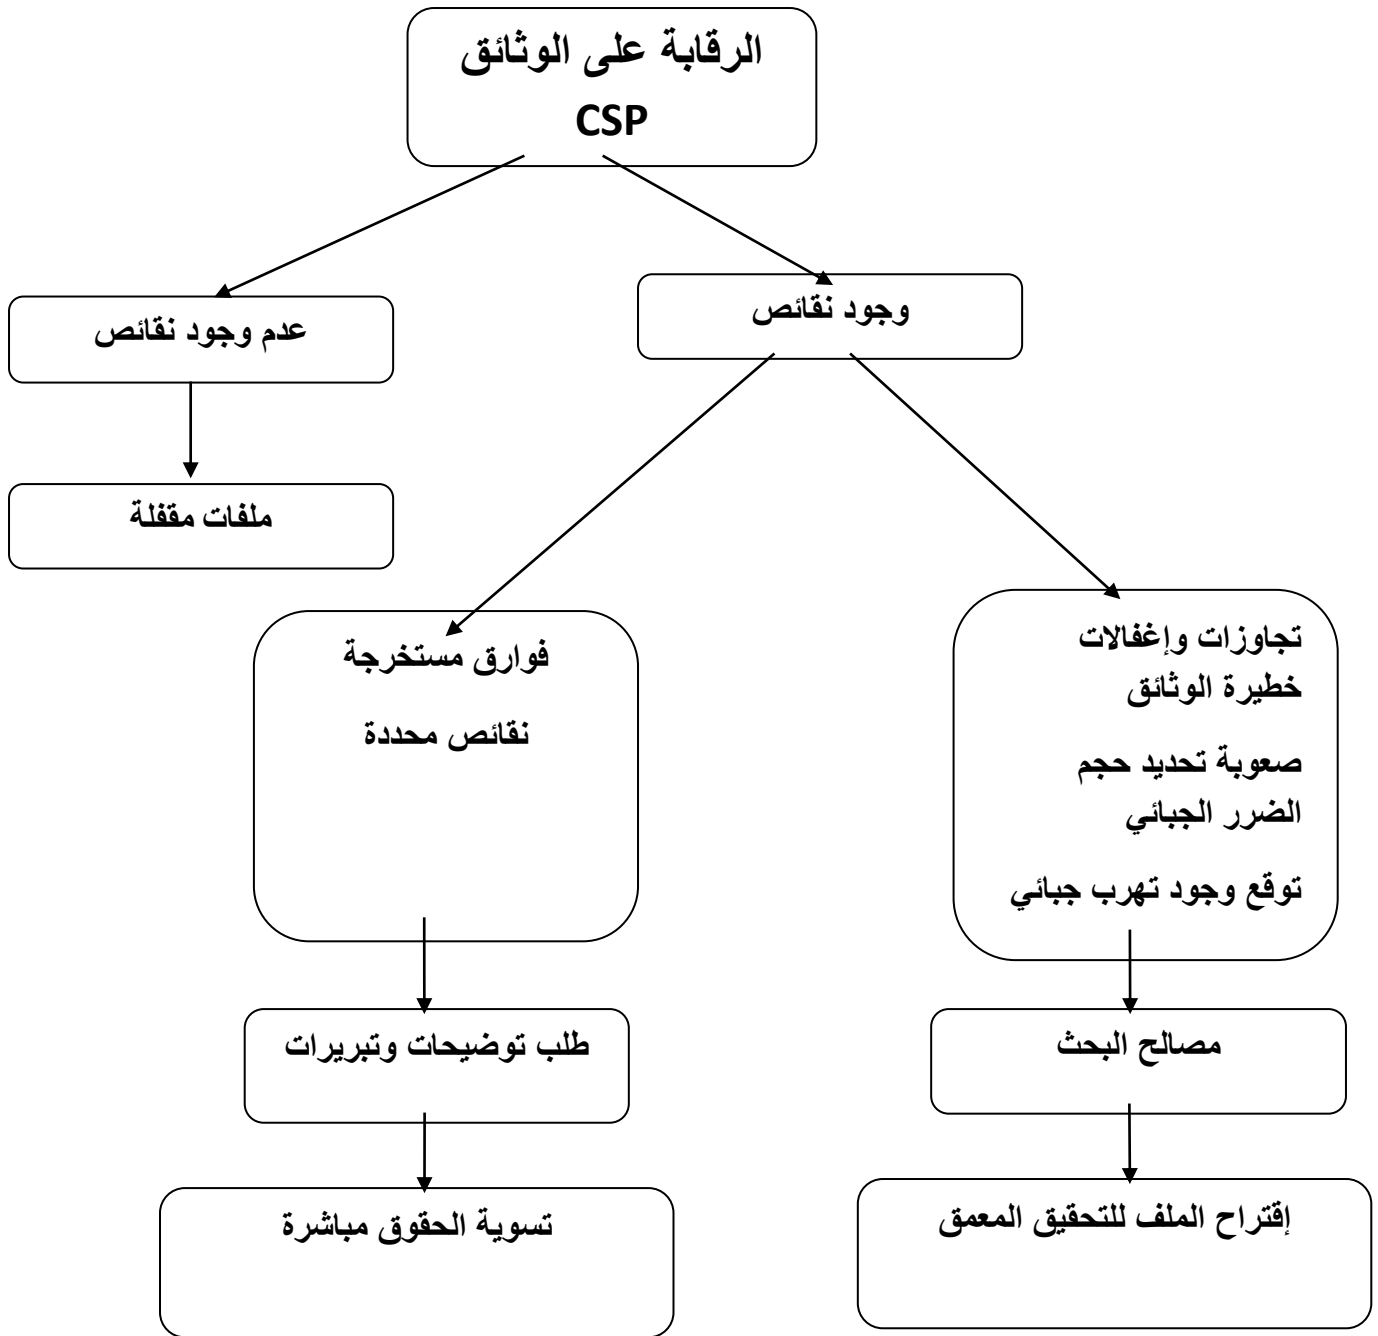 الرقابة على الوثائق
CSP
وجود نقائص
عدم وجود نقائص
ملفات مقفلة
تجاوزات وإغفالات
خطيرة الوثائق
صعوبة تحديد حجم
الضرر الجبائي
توقع وجود تهرب جبائي
فوارق مستخرجة
نقائص محددة
مصالح البحث
طلب توضيحات وتبريرات
إقتراح الملف للتحقيق المعمق
تسوية الحقوق مباشرة